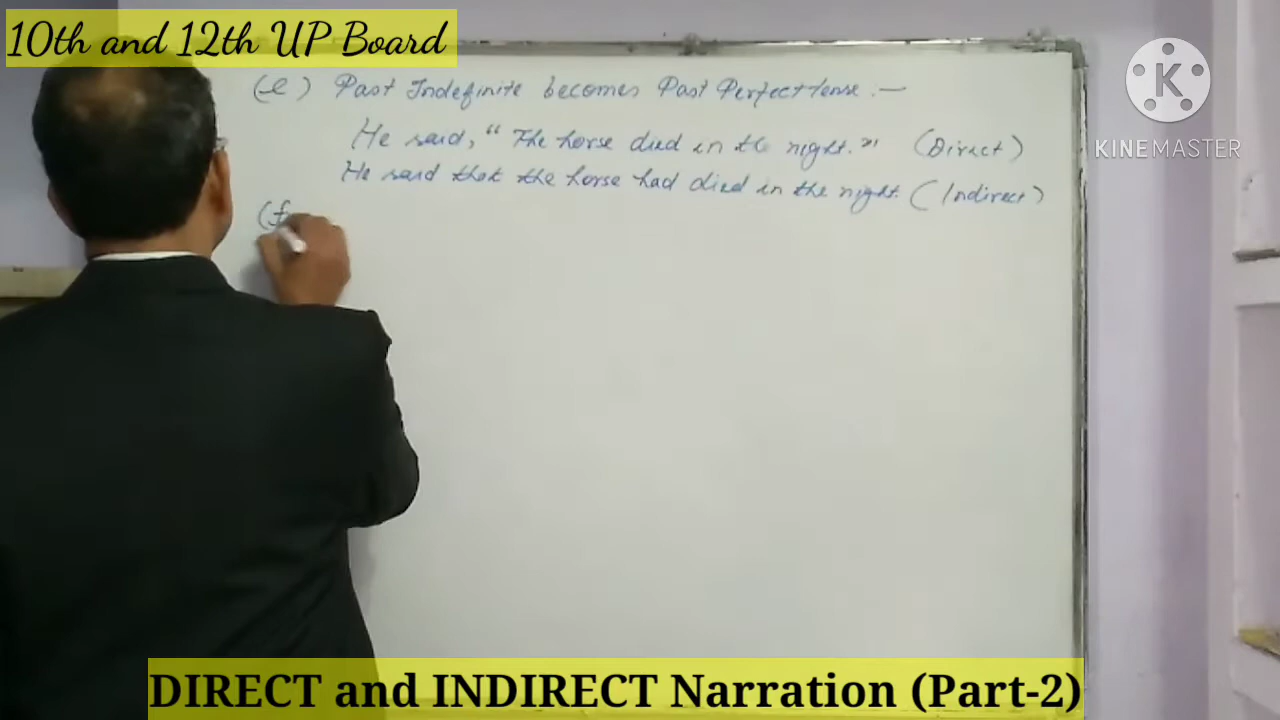 10th and 12th UP Board
(e) Past Indefinite becomes Past Perfect tense :—
He said, "The horse died in the night." (Direct)
He said that the horse had died in the night. (Indirect)
(f
KINEMASTER
DIRECT and INDIRECT Narration (Part-2)